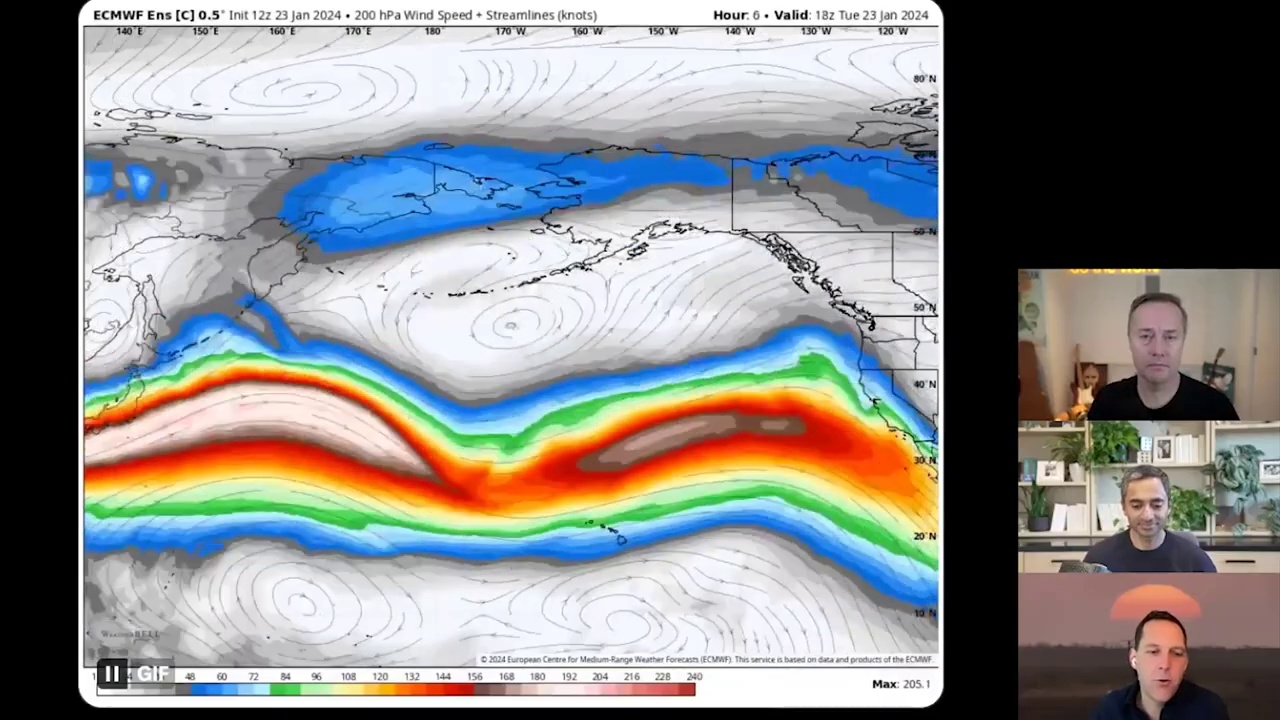 ECMWF Ens [C] 0.5° Init 12z 23 Jan 2024 • 200 hPa Wind Speed + Streamlines (knots)
Hour: 6 • Valid: 18z Tue 23 Jan 2024
140°E 150°E 160°E 170°E 180° 170°W 160°W 150°W 140°W 130°W 120°W
80°N
50°N
40°N
30°N
20°N
10°N
WeatherBELL
© 2024 European Centre for Medium-Range Weather Forecasts (ECMWF). This service is based on data and products of the ECMWF.
GIF
48 60 72 84 96 108 120 132 144 156 168 180 192 204 216 228 240
Max: 205.1